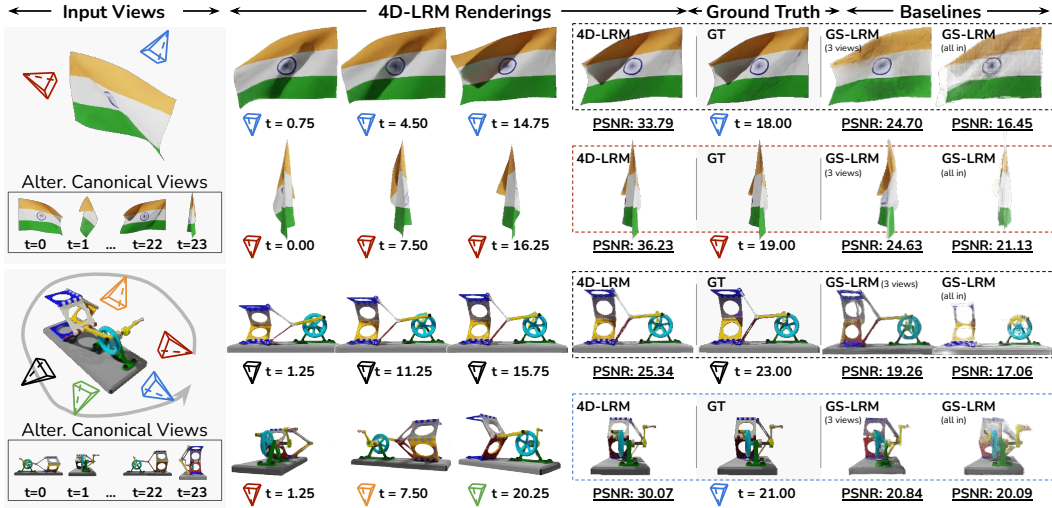 Input Views
4D-LRM Renderings
Ground Truth
Baselines
4D-LRM
GT
GS-LRM
(3 views)
GS-LRM
(all in)
t = 0.75
t = 4.50
t = 14.75
PSNR: 33.79
t = 18.00
PSNR: 24.70
PSNR: 16.45
Alter. Canonical Views
t=0
t=1
...
t=22
t=23
4D-LRM
GT
GS-LRM
(3 views)
GS-LRM
(all in)
t = 0.00
t = 7.50
t = 16.25
PSNR: 36.23
t = 19.00
PSNR: 24.63
PSNR: 21.13
4D-LRM
GT
GS-LRM (3 views)
GS-LRM
(all in)
t = 1.25
t = 11.25
t = 15.75
PSNR: 25.34
t = 23.00
PSNR: 19.26
PSNR: 17.06
Alter. Canonical Views
t=0
t=1
...
t=22
t=23
4D-LRM
GT
GS-LRM
(3 views)
GS-LRM
(all in)
t = 1.25
t = 7.50
t = 20.25
PSNR: 30.07
t = 21.00
PSNR: 20.84
PSNR: 20.09